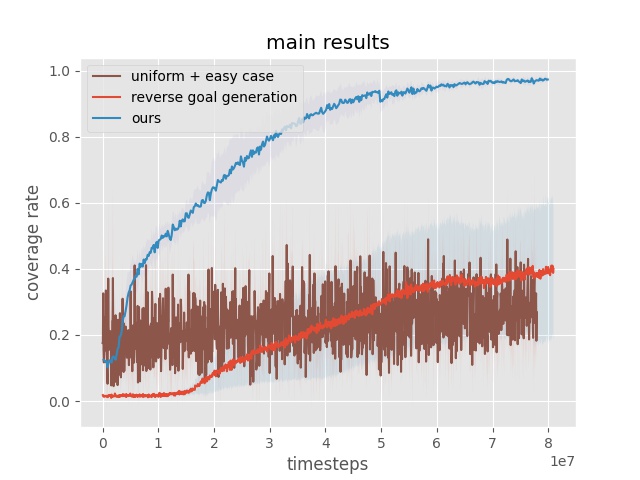 main results
uniform + easy case
reverse goal generation
ours
coverage rate
1.0
0.8
0.6
0.4
0.2
0.0
0 1 2 3 4 5 6 7 8
1e7
timesteps